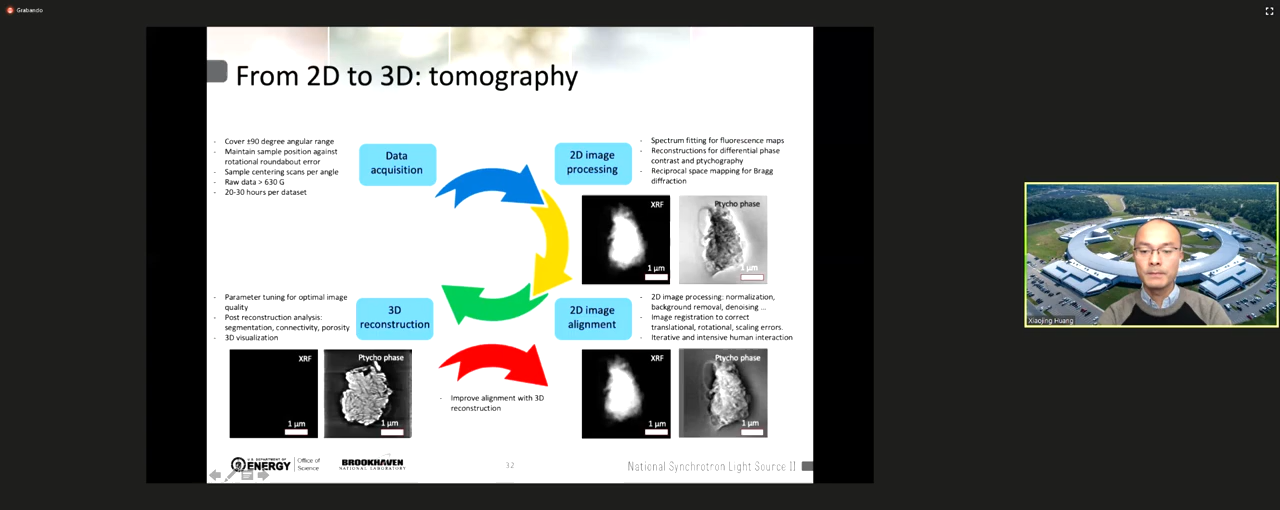 Grabando
From 2D to 3D: tomography
- Cover ±90 degree angular range
- Maintain sample position against
rotational roundabout error
- Sample centering scans per angle
- Raw data > 630 G
- 20-30 hours per dataset
Data
acquisition
2D image
processing
- Spectrum fitting for fluorescence maps
- Reconstructions for differential phase
contrast and ptychography
- Reciprocal space mapping for Bragg
diffraction
XRF
1 µm
Ptycho phase
1 µm
- Parameter tuning for optimal image
quality
- Post reconstruction analysis:
segmentation, connectivity, porosity
- 3D visualization
3D
reconstruction
2D image
alignment
- 2D image processing: normalization,
background removal, denoising ...
- Image registration to correct
translational, rotational, scaling errors.
- Iterative and intensive human interaction
XRF
1 µm
Ptycho phase
1 µm
- Improve alignment with 3D
reconstruction
XRF
1 µm
Ptycho phase
1 µm
U.S. DEPARTMENT OF
ENERGY
Office of
Science
BROOKHAVEN
NATIONAL LABORATORY
32
National Synchrotron Light Source II
Xiaojing Huang